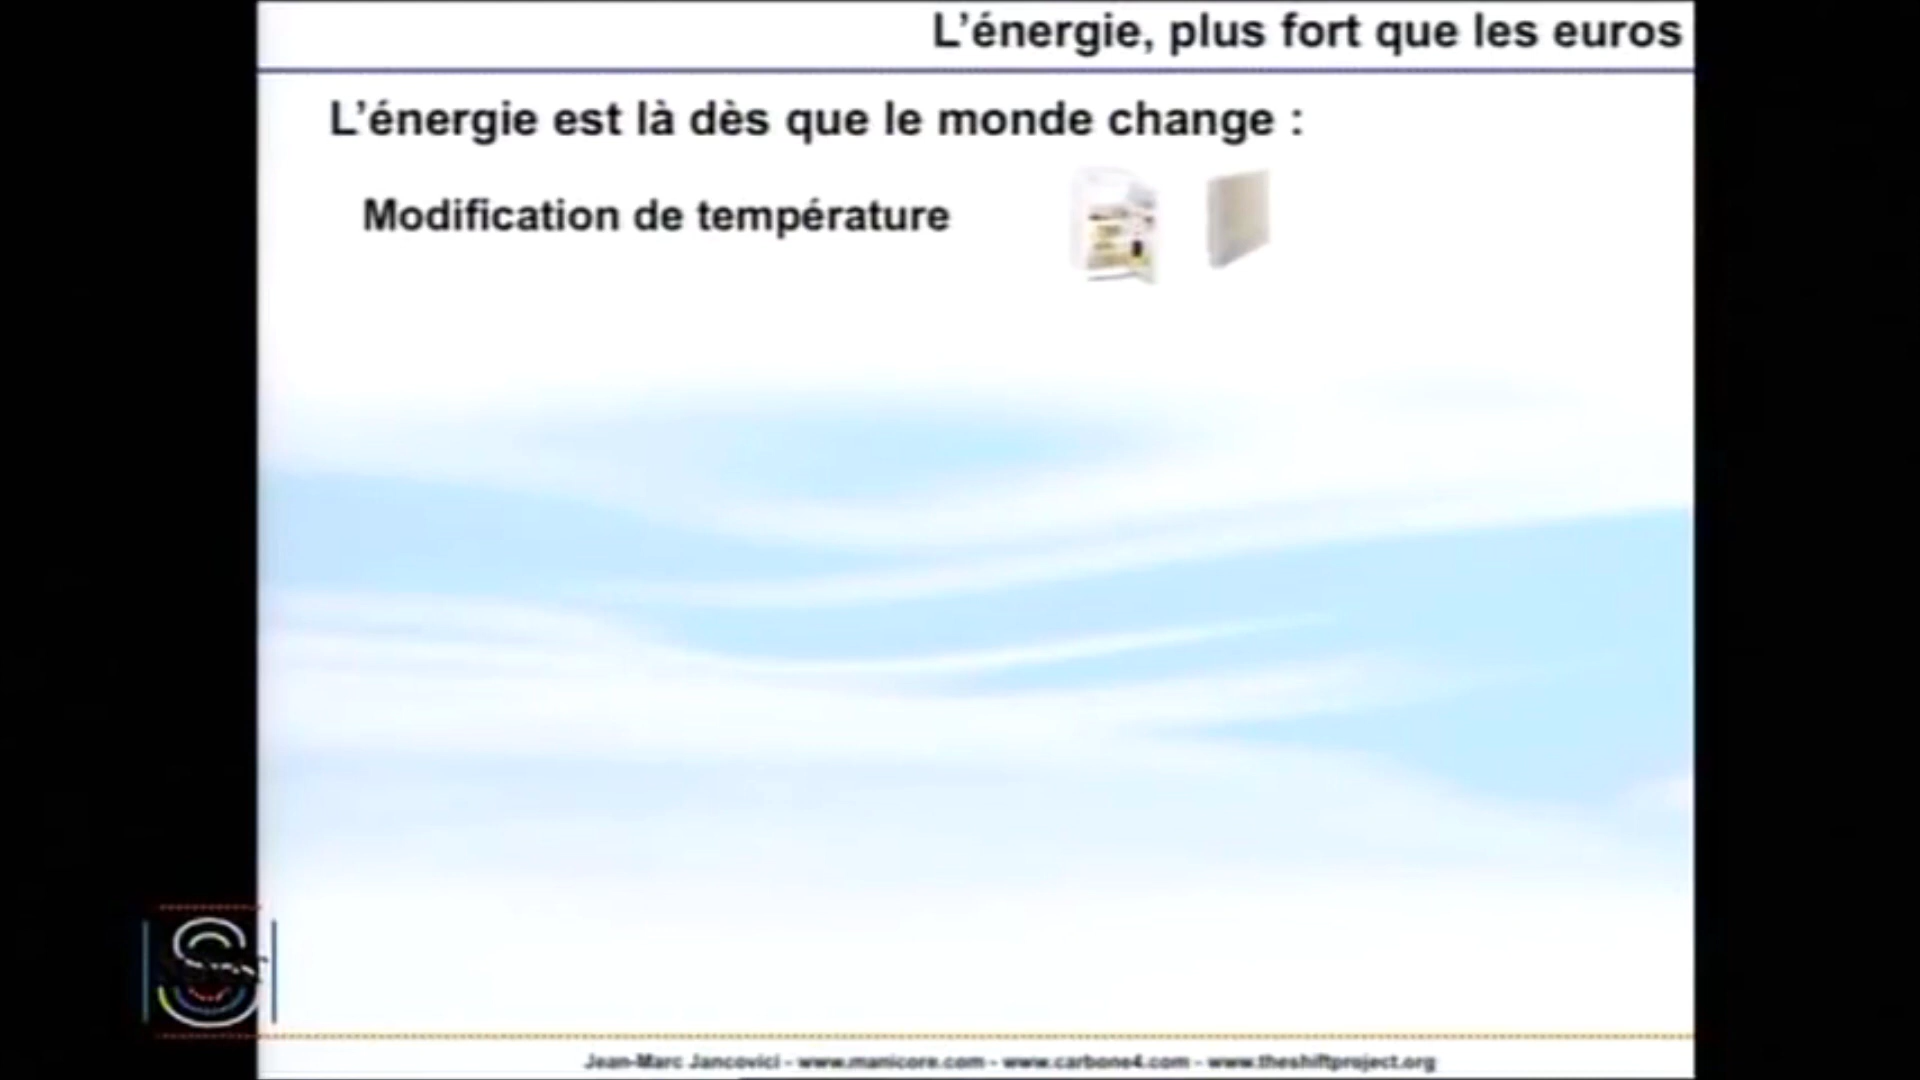 L'énergie, plus fort que les euros
L'énergie est là dès que le monde change :
Modification de température
Jean-Marc Jancovici - www.manicore.com - www.carbone4.com - www.theshiftproject.org